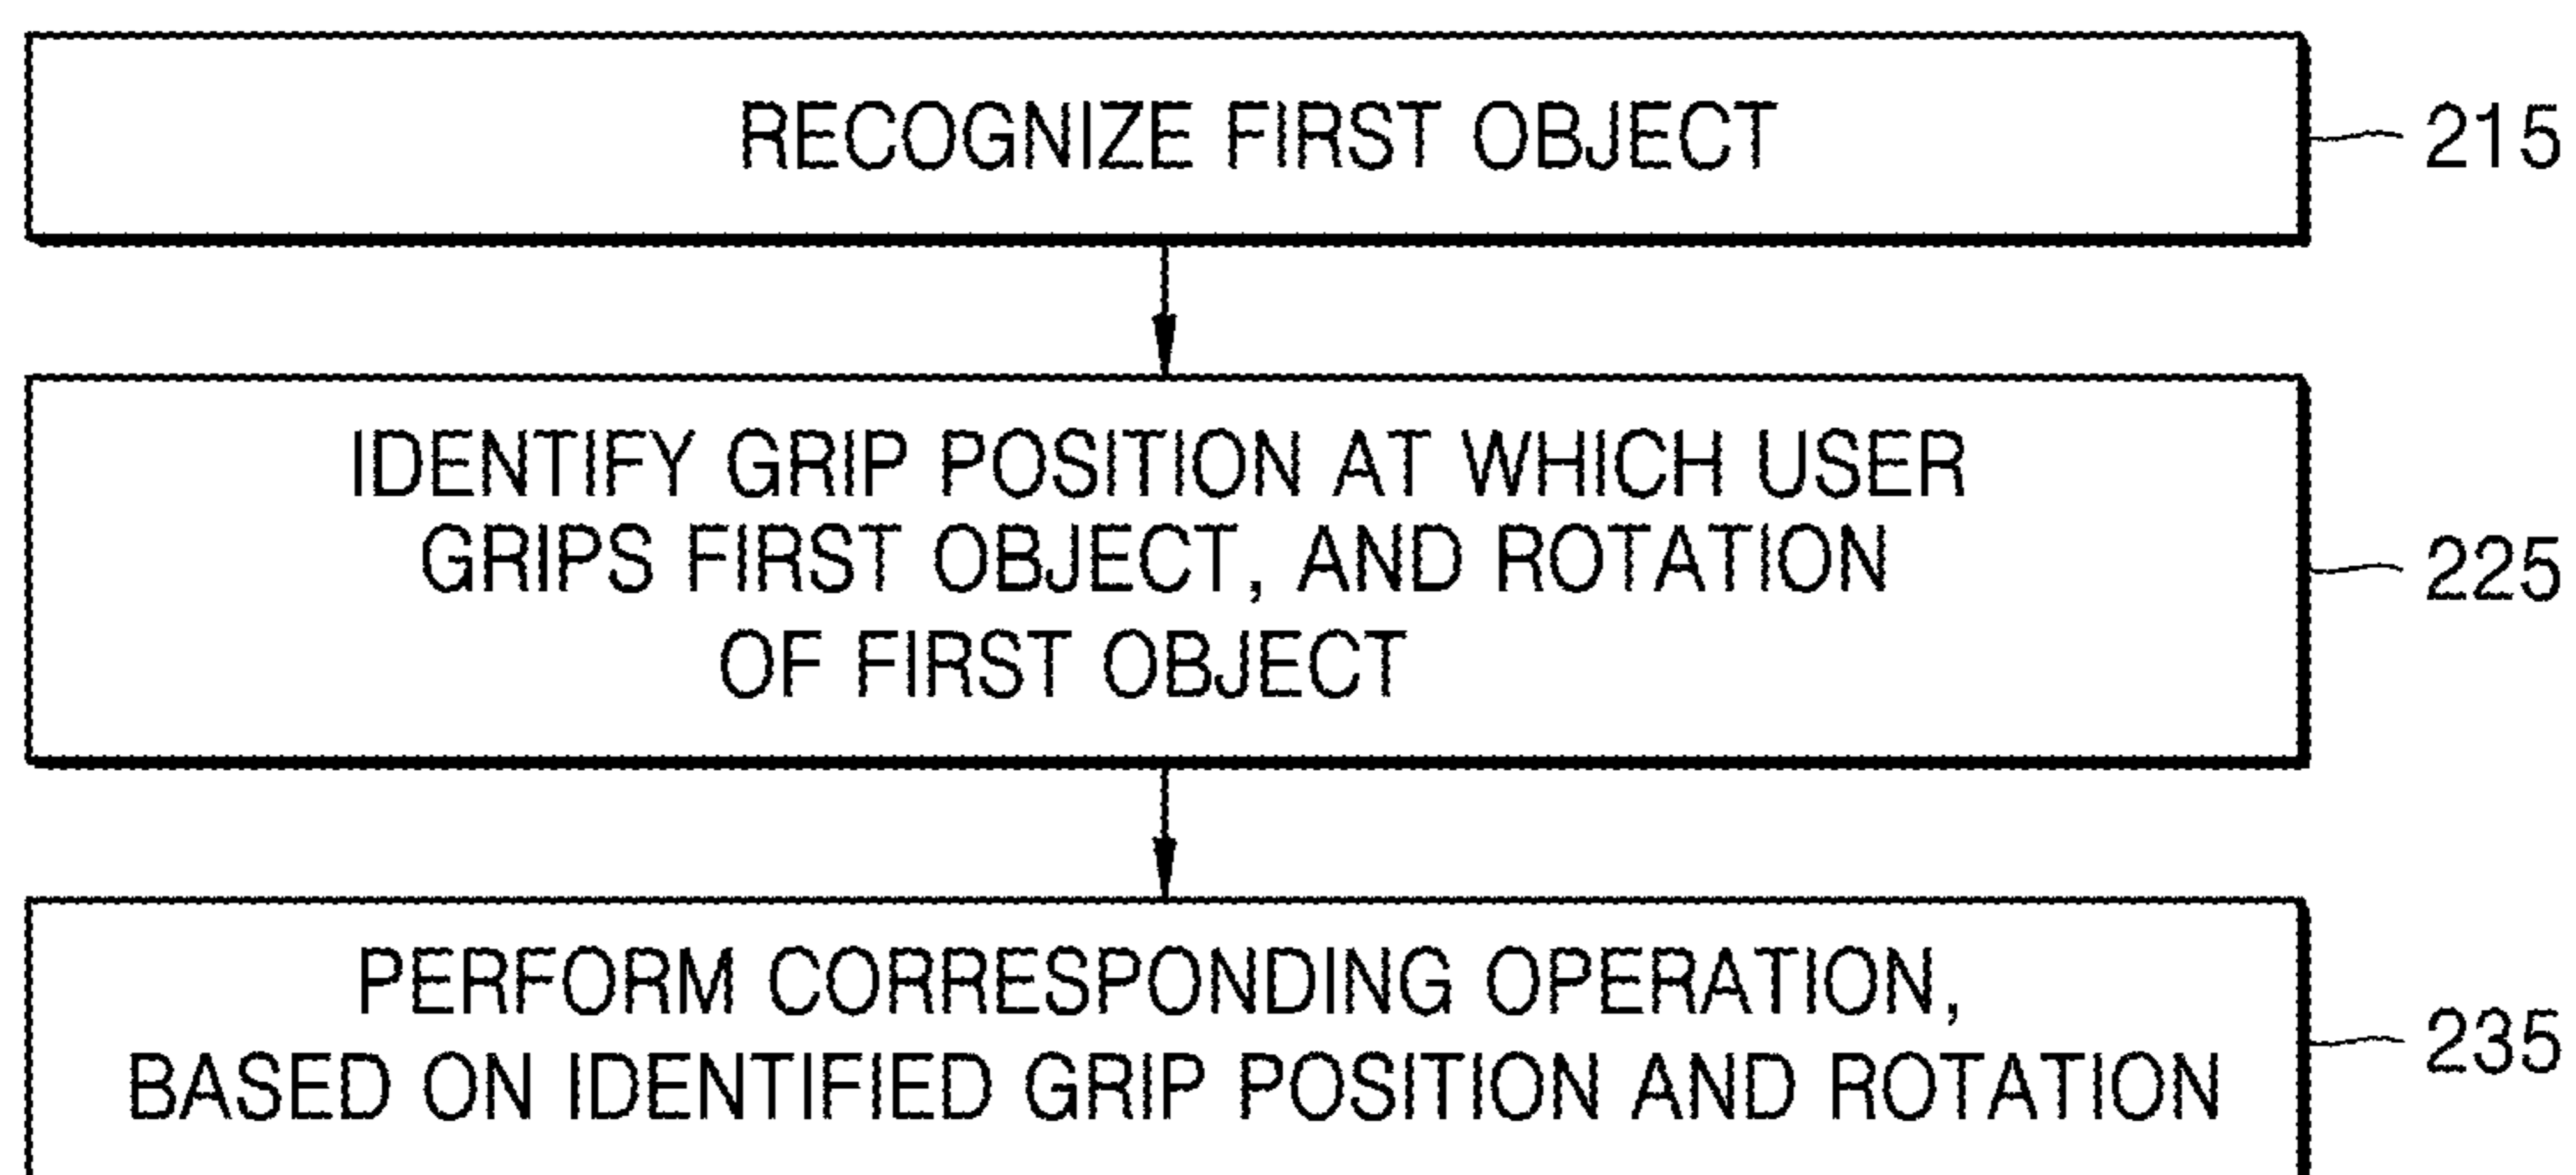 RECOGNIZE FIRST OBJECT
215
IDENTIFY GRIP POSITION AT WHICH USER
GRIPS FIRST OBJECT, AND ROTATION
OF FIRST OBJECT
225
PERFORM CORRESPONDING OPERATION,
BASED ON IDENTIFIED GRIP POSITION AND ROTATION
235